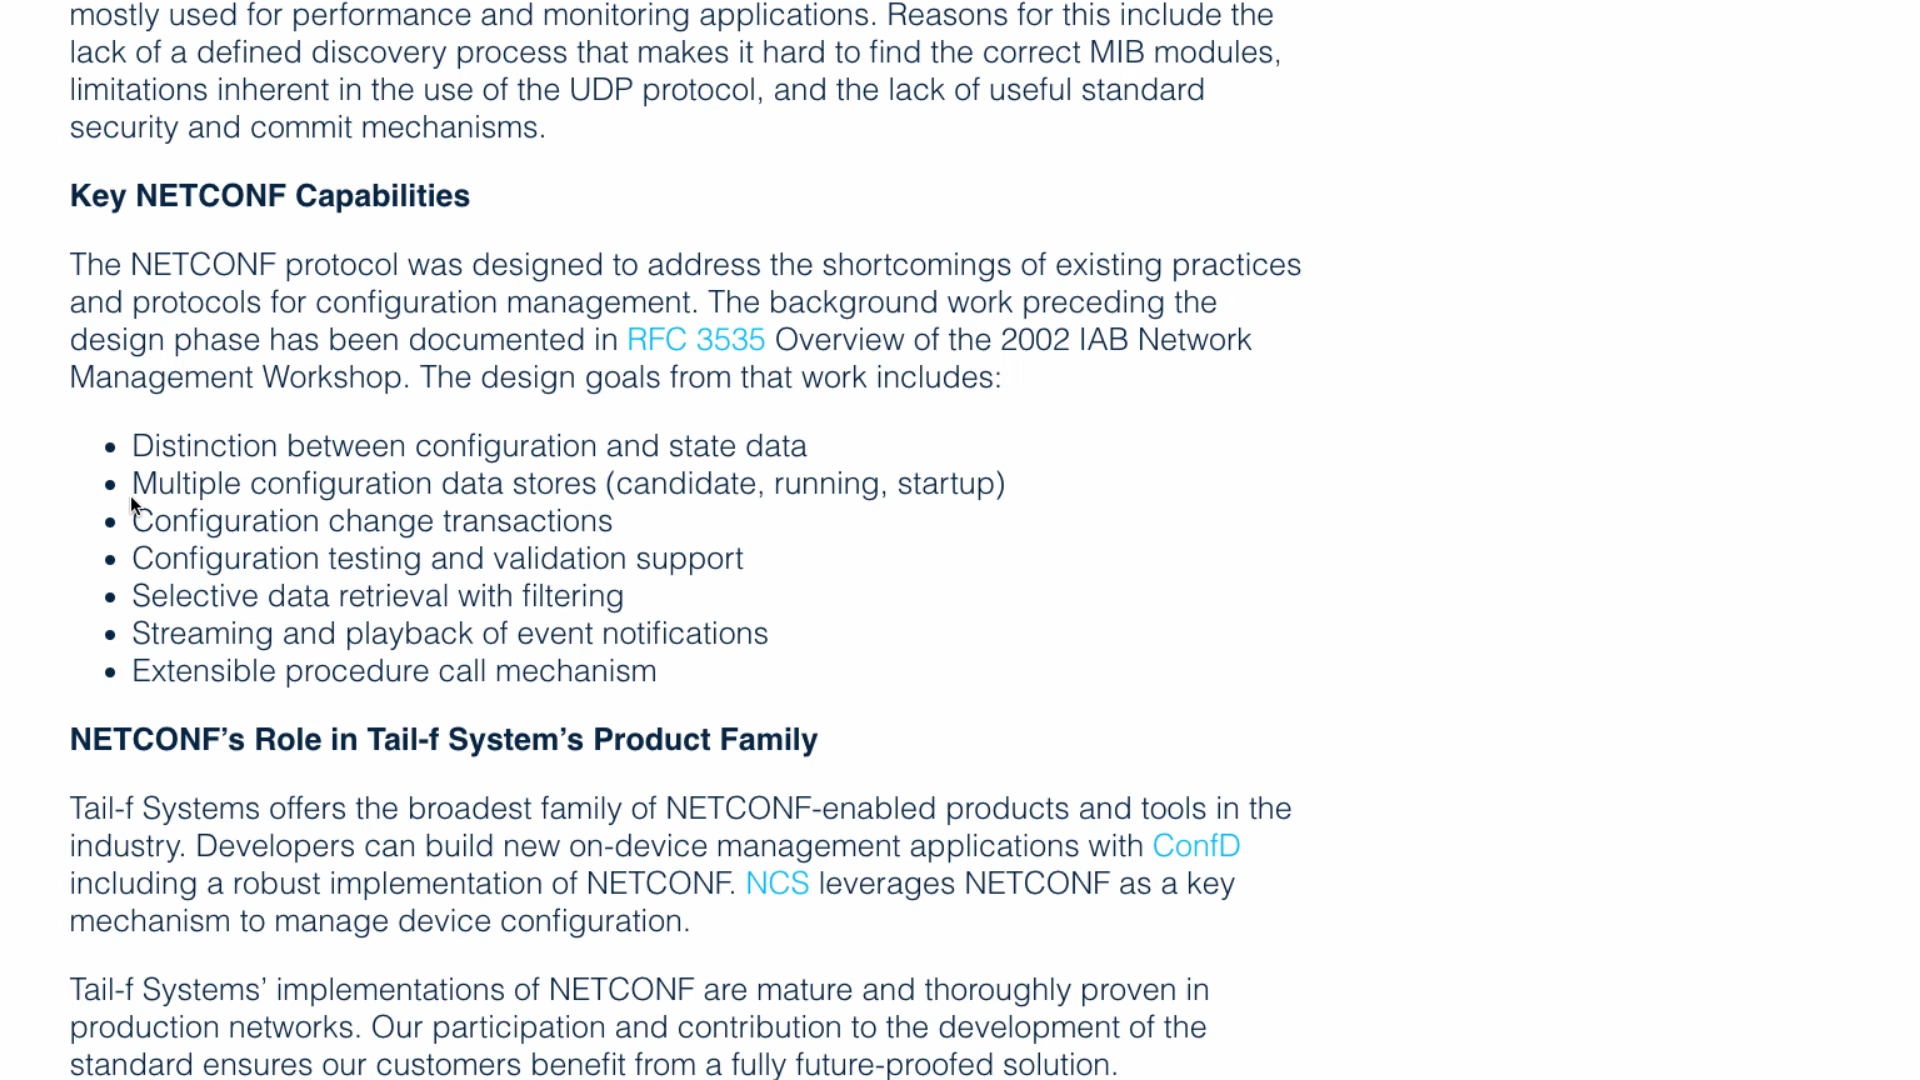 mostly used for performance and monitoring applications. Reasons for this include the
lack of a defined discovery process that makes it hard to find the correct MIB modules,
limitations inherent in the use of the UDP protocol, and the lack of useful standard
security and commit mechanisms.
Key NETCONF Capabilities
The NETCONF protocol was designed to address the shortcomings of existing practices
and protocols for configuration management. The background work preceding the
design phase has been documented in RFC 3535 Overview of the 2002 IAB Network
Management Workshop. The design goals from that work includes:
• Distinction between configuration and state data
• Multiple configuration data stores (candidate, running, startup)
• Configuration change transactions
• Configuration testing and validation support
• Selective data retrieval with filtering
• Streaming and playback of event notifications
• Extensible procedure call mechanism
NETCONF’s Role in Tail-f System’s Product Family
Tail-f Systems offers the broadest family of NETCONF-enabled products and tools in the
industry. Developers can build new on-device management applications with ConfD
including a robust implementation of NETCONF. NCS leverages NETCONF as a key
mechanism to manage device configuration.
Tail-f Systems’ implementations of NETCONF are mature and thoroughly proven in
production networks. Our participation and contribution to the development of the
standard ensures our customers benefit from a fully future-proofed solution.